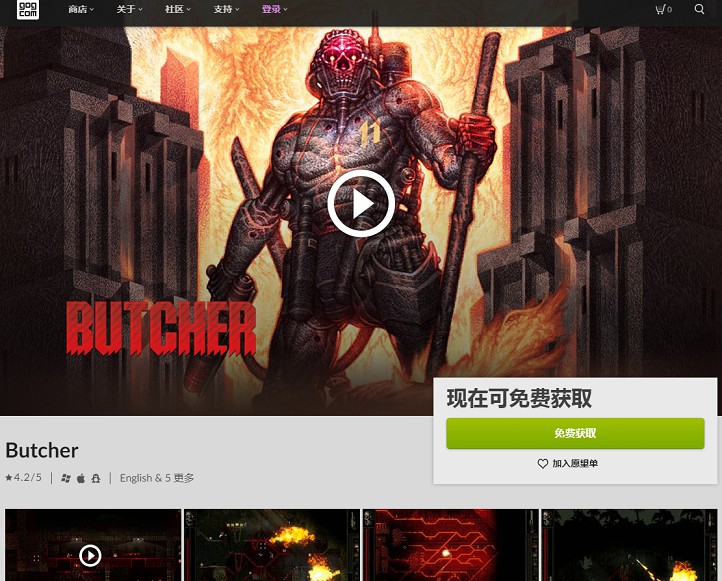 gog
com
商店 关于 社区 支持 登录 0
11
BUTCHER
现在可免费获取
免费获取
加入愿望单
Butcher
4.2/5 | English & 5 更多